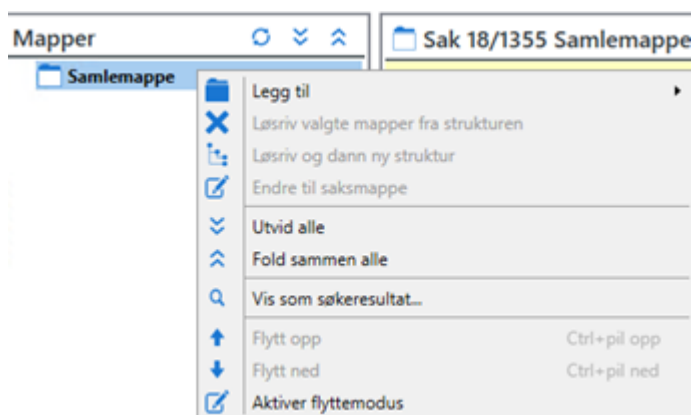 Mapper
Sak 18/1355 Samlemappe
Samlemappe
Legg til
Løsriv valgte mapper fra strukturen
Løsriv og dann ny struktur
Endre til saksmappe
Utvid alle
Fold sammen alle
Vis som søkeresultat...
Flytt opp Ctrl+pil opp
Flytt ned Ctrl+pil ned
Aktiver flyttemodus